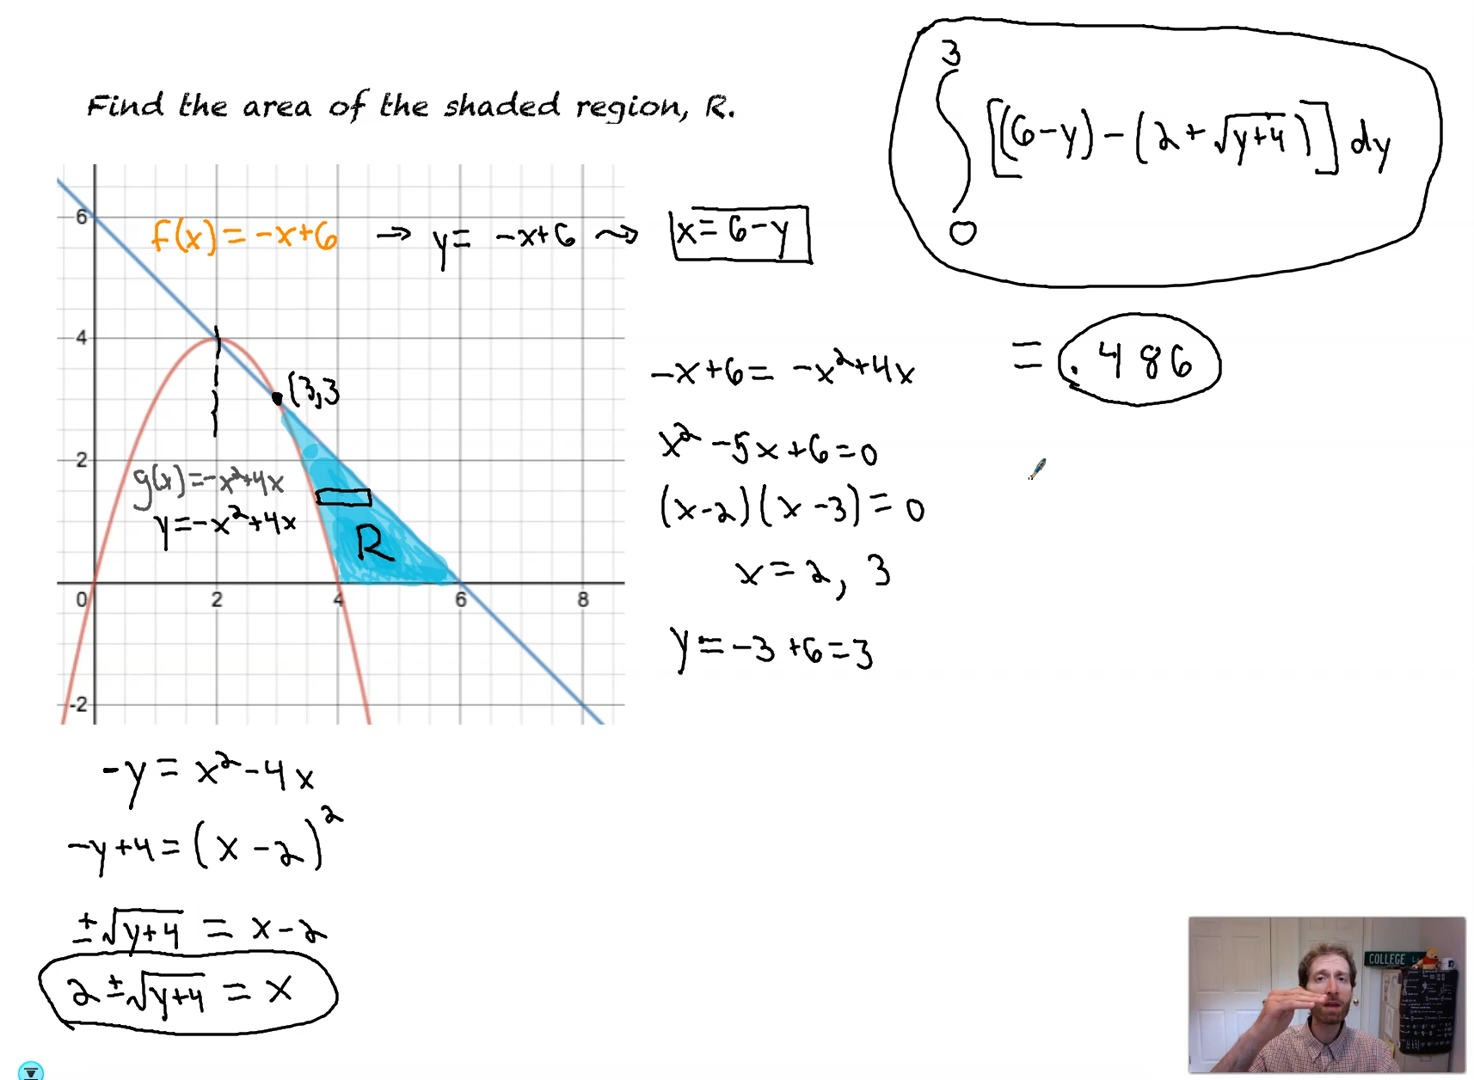 Find the area of the shaded region, R.
∫₀³ [(6-y)-(2+√(y+4))] dy
= .486
f(x)=-x+6 → y= -x+6 ⇝ x=6-y
6
4
2
0
2
4
6
8
-2
(3,3
g(x)=-x²+4x
y=-x²+4x
R
-x+6= -x²+4x
x²-5x+6=0
(x-2)(x-3)=0
x=2, 3
y=-3+6=3
-y=x²-4x
-y+4=(x-2)²
±√(y+4) = x-2
2±√(y+4) = x
COLLEGE